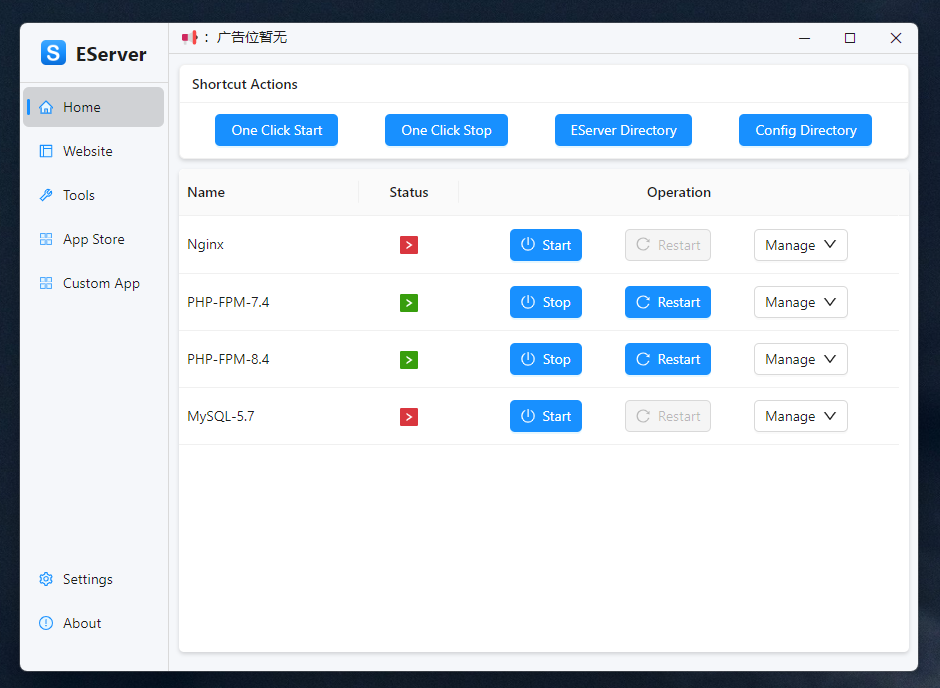 S EServer
： 广告位暂无
Home
Website
Tools
App Store
Custom App
Settings
About
Shortcut Actions
One Click Start One Click Stop EServer Directory Config Directory
Name Status Operation
Nginx Start Restart Manage
PHP-FPM-7.4 Stop Restart Manage
PHP-FPM-8.4 Stop Restart Manage
MySQL-5.7 Start Restart Manage